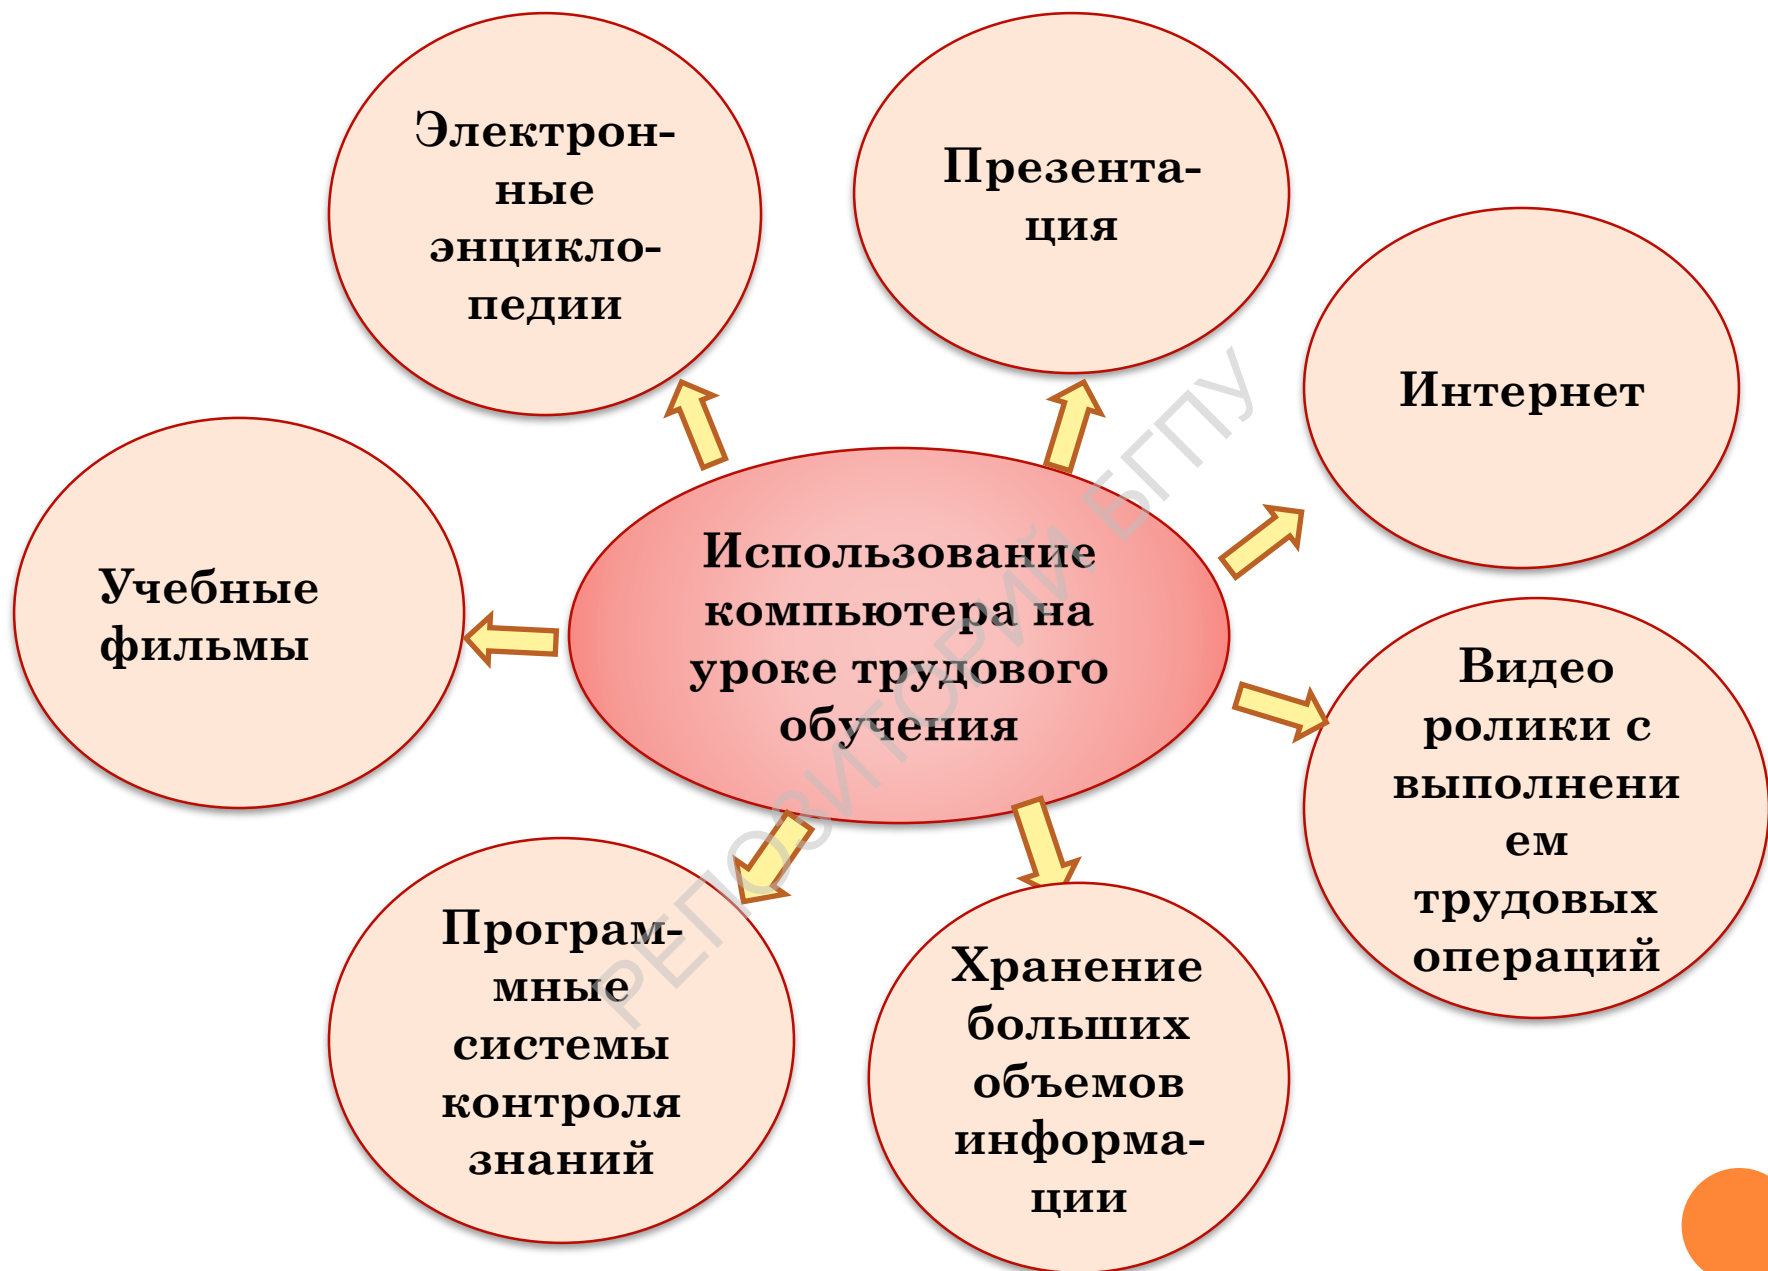 Электрон-
ные
энцикло-
педии
Презента-
ция
Интернет
Учебные
фильмы
Использование
компьютера на
уроке трудового
обучения
Видео
ролики с
выполнени
ем
трудовых
операций
Програм-
мные
системы
контроля
знаний
Хранение
больших
объемов
информа-
ции
РЕПОЗИТОРИЙ БГПУ